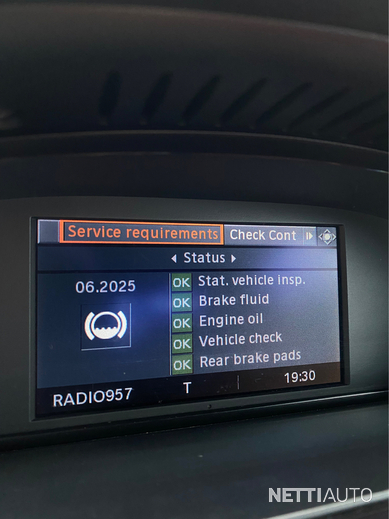 Service requirements Check Cont
Status
06.2025
OK Stat. vehicle insp.
OK Brake fluid
OK Engine oil
OK Vehicle check
OK Rear brake pads
RADIO957 T 19:30
NETTIAUTO